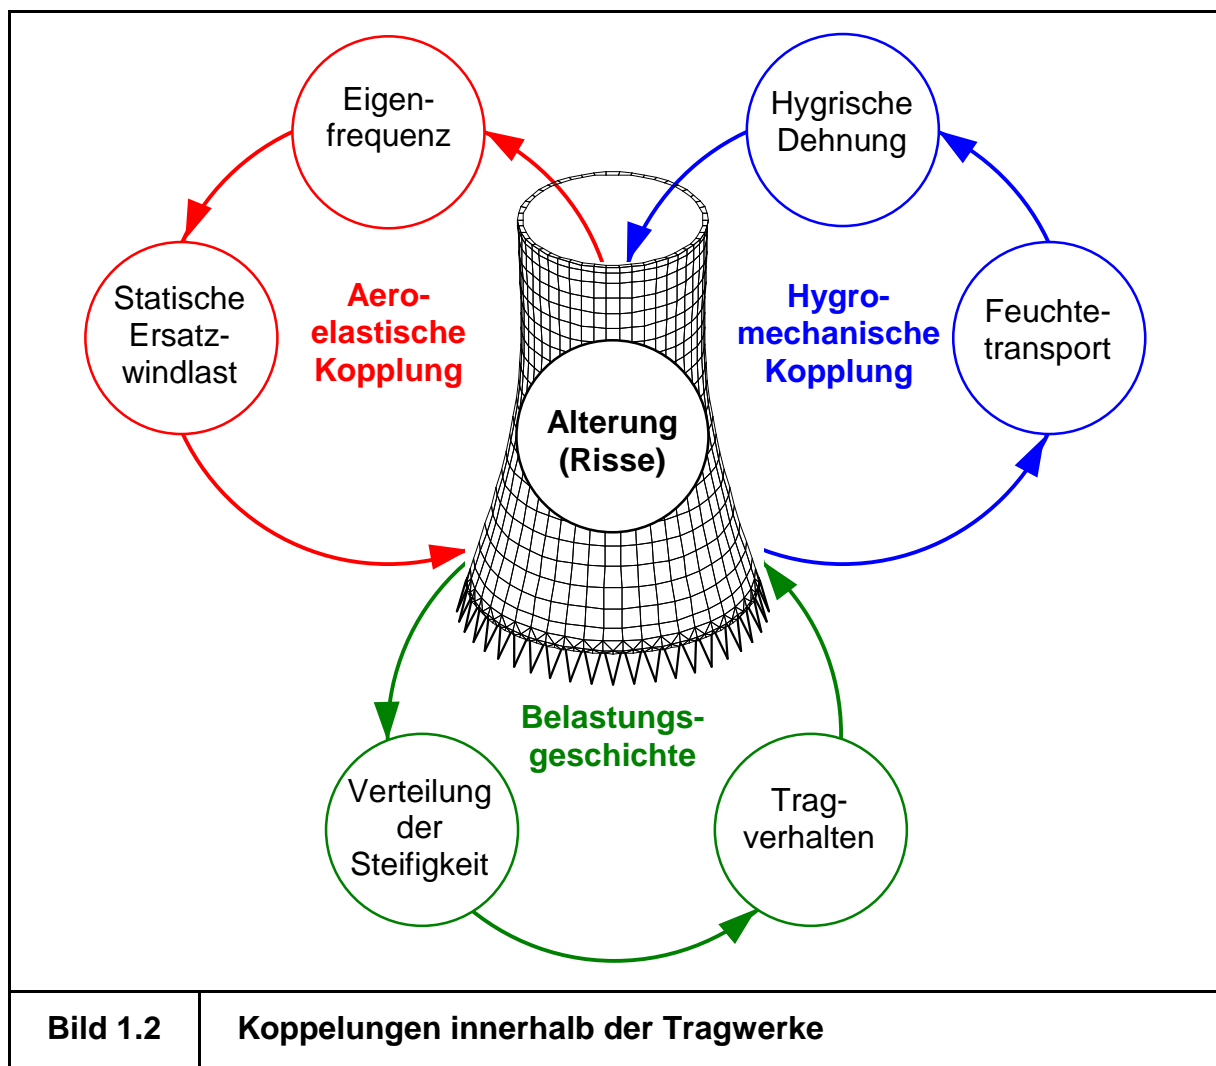 Eigen-
frequenz
Hygrische
Dehnung
Statische
Ersatz-
windlast
Aero-
elastische
Kopplung
Hygro-
mechanische
Kopplung
Feuchte-
transport
Alterung
(Risse)
Belastungs-
geschichte
Verteilung
der
Steifigkeit
Trag-
verhalten
Bild 1.2
Koppelungen innerhalb der Tragwerke